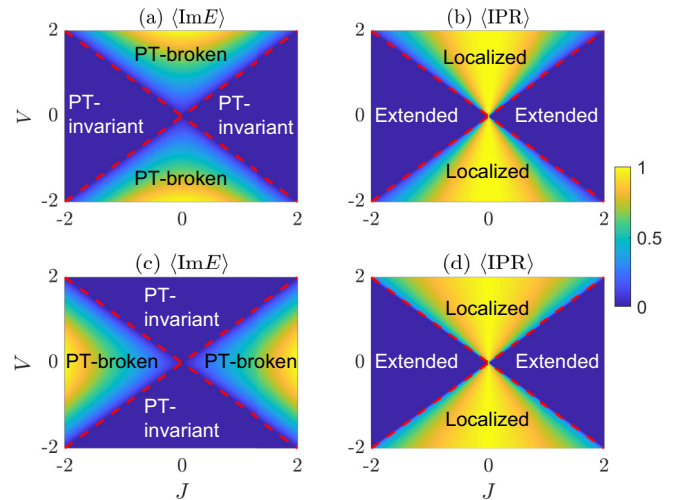 (a) ⟨ImE⟩
(b) ⟨IPR⟩
2
PT-broken
PT-
invariant
PT-
invariant
V
0
PT-broken
-2
-2
0
2
2
Localized
Extended
Extended
0
Localized
-2
-2
0
2
1
0.5
0
(c) ⟨ImE⟩
(d) ⟨IPR⟩
2
PT-
invariant
V
0
PT-broken
PT-broken
PT-
invariant
-2
-2
0
2
J
2
Localized
0
Extended
Extended
Localized
-2
-2
0
2
J